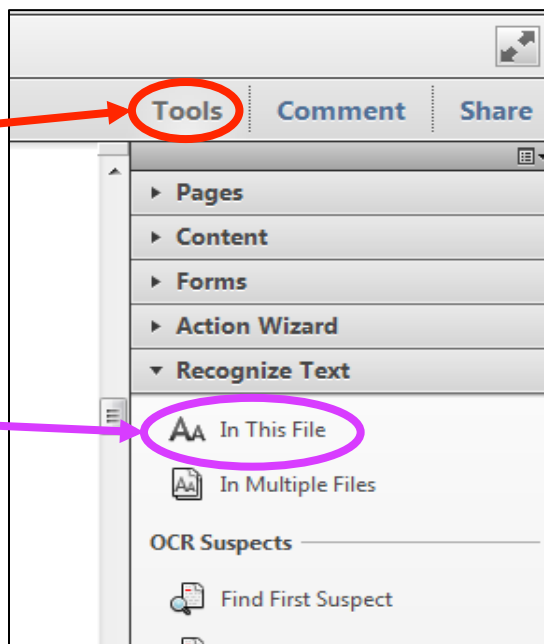 Tools Comment Share
Pages
Content
Forms
Action Wizard
Recognize Text
In This File
In Multiple Files
OCR Suspects
Find First Suspect